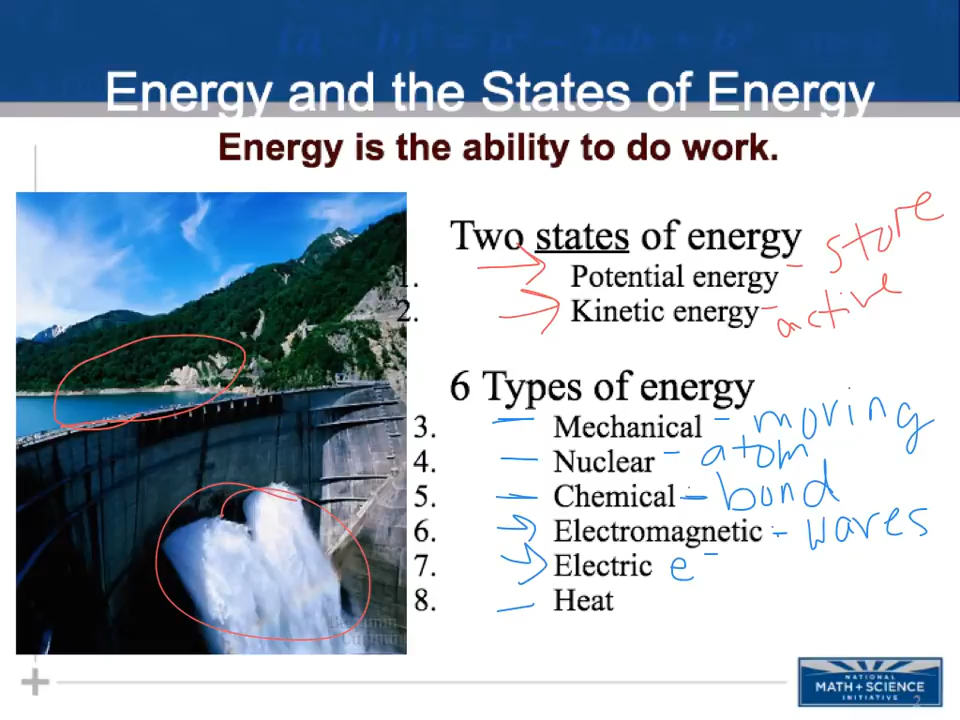 Energy and the States of Energy
Energy is the ability to do work.
Two states of energy
1. Potential energy - store
2. Kinetic energy - active
6 Types of energy
3. Mechanical - moving
4. Nuclear - atom
5. Chemical - bond
6. Electromagnetic - waves
7. Electric e-
8. Heat
NATIONAL
MATH + SCIENCE
INITIATIVE
2